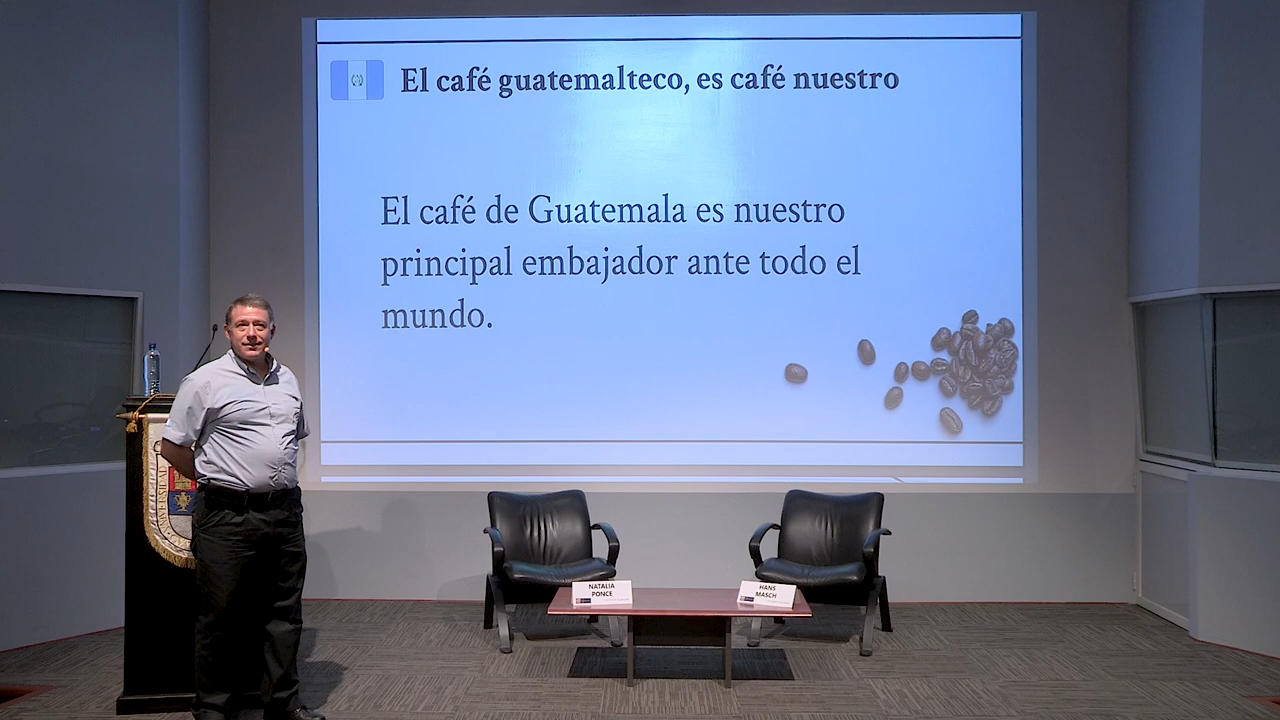 El café guatemalteco, es café nuestro
El café de Guatemala es nuestro
principal embajador ante todo el
mundo.
NATALIA
PONCE
HANS
MASCH